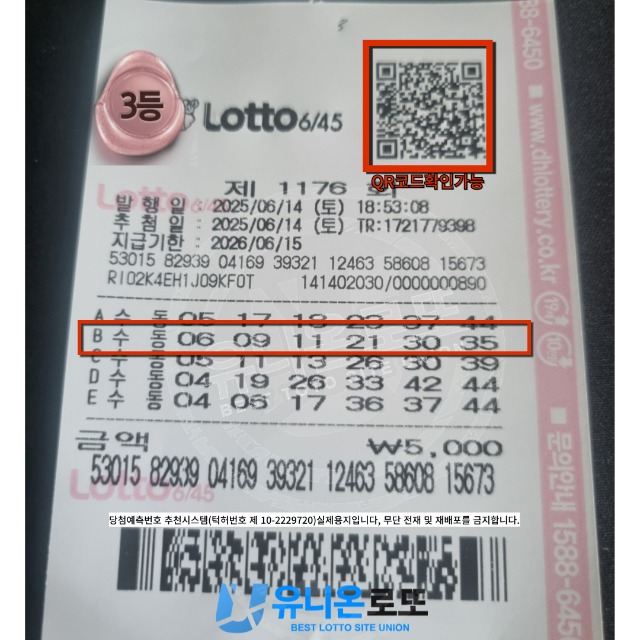 8
88-6450
3등
Lotto6/45
QR코드확인가능
■ www.dhlottery.co.kr
제 1176 회
발 행 일 : 2025/06/14 (토) 18:53:08
추 첨 일 : 2025/06/14 (토) TR:1721779398
지급기한 : 2026/06/15
53015 82939 04169 39321 12463 58608 15673
RI02K4EH1J09KF0T 141402030/0000000890
A 수 동 05 17 18 23 37 44
B 수 동 06 09 11 21 30 35
C 수 동 05 11 13 26 30 39
D 수 동 04 19 26 33 42 44
E 수 동 04 06 17 36 37 44
금액 ₩5,000
53015 82939 04169 39321 12463 58608 15673
Lotto6/45
■ 문의안내 1588-645
당첨예측번호 추천시스템(턱허번호 제 10-2229720)실제용지입니다, 무단 전재 및 재배포를 금지합니다.
유니온로또
BEST LOTTO SITE UNION